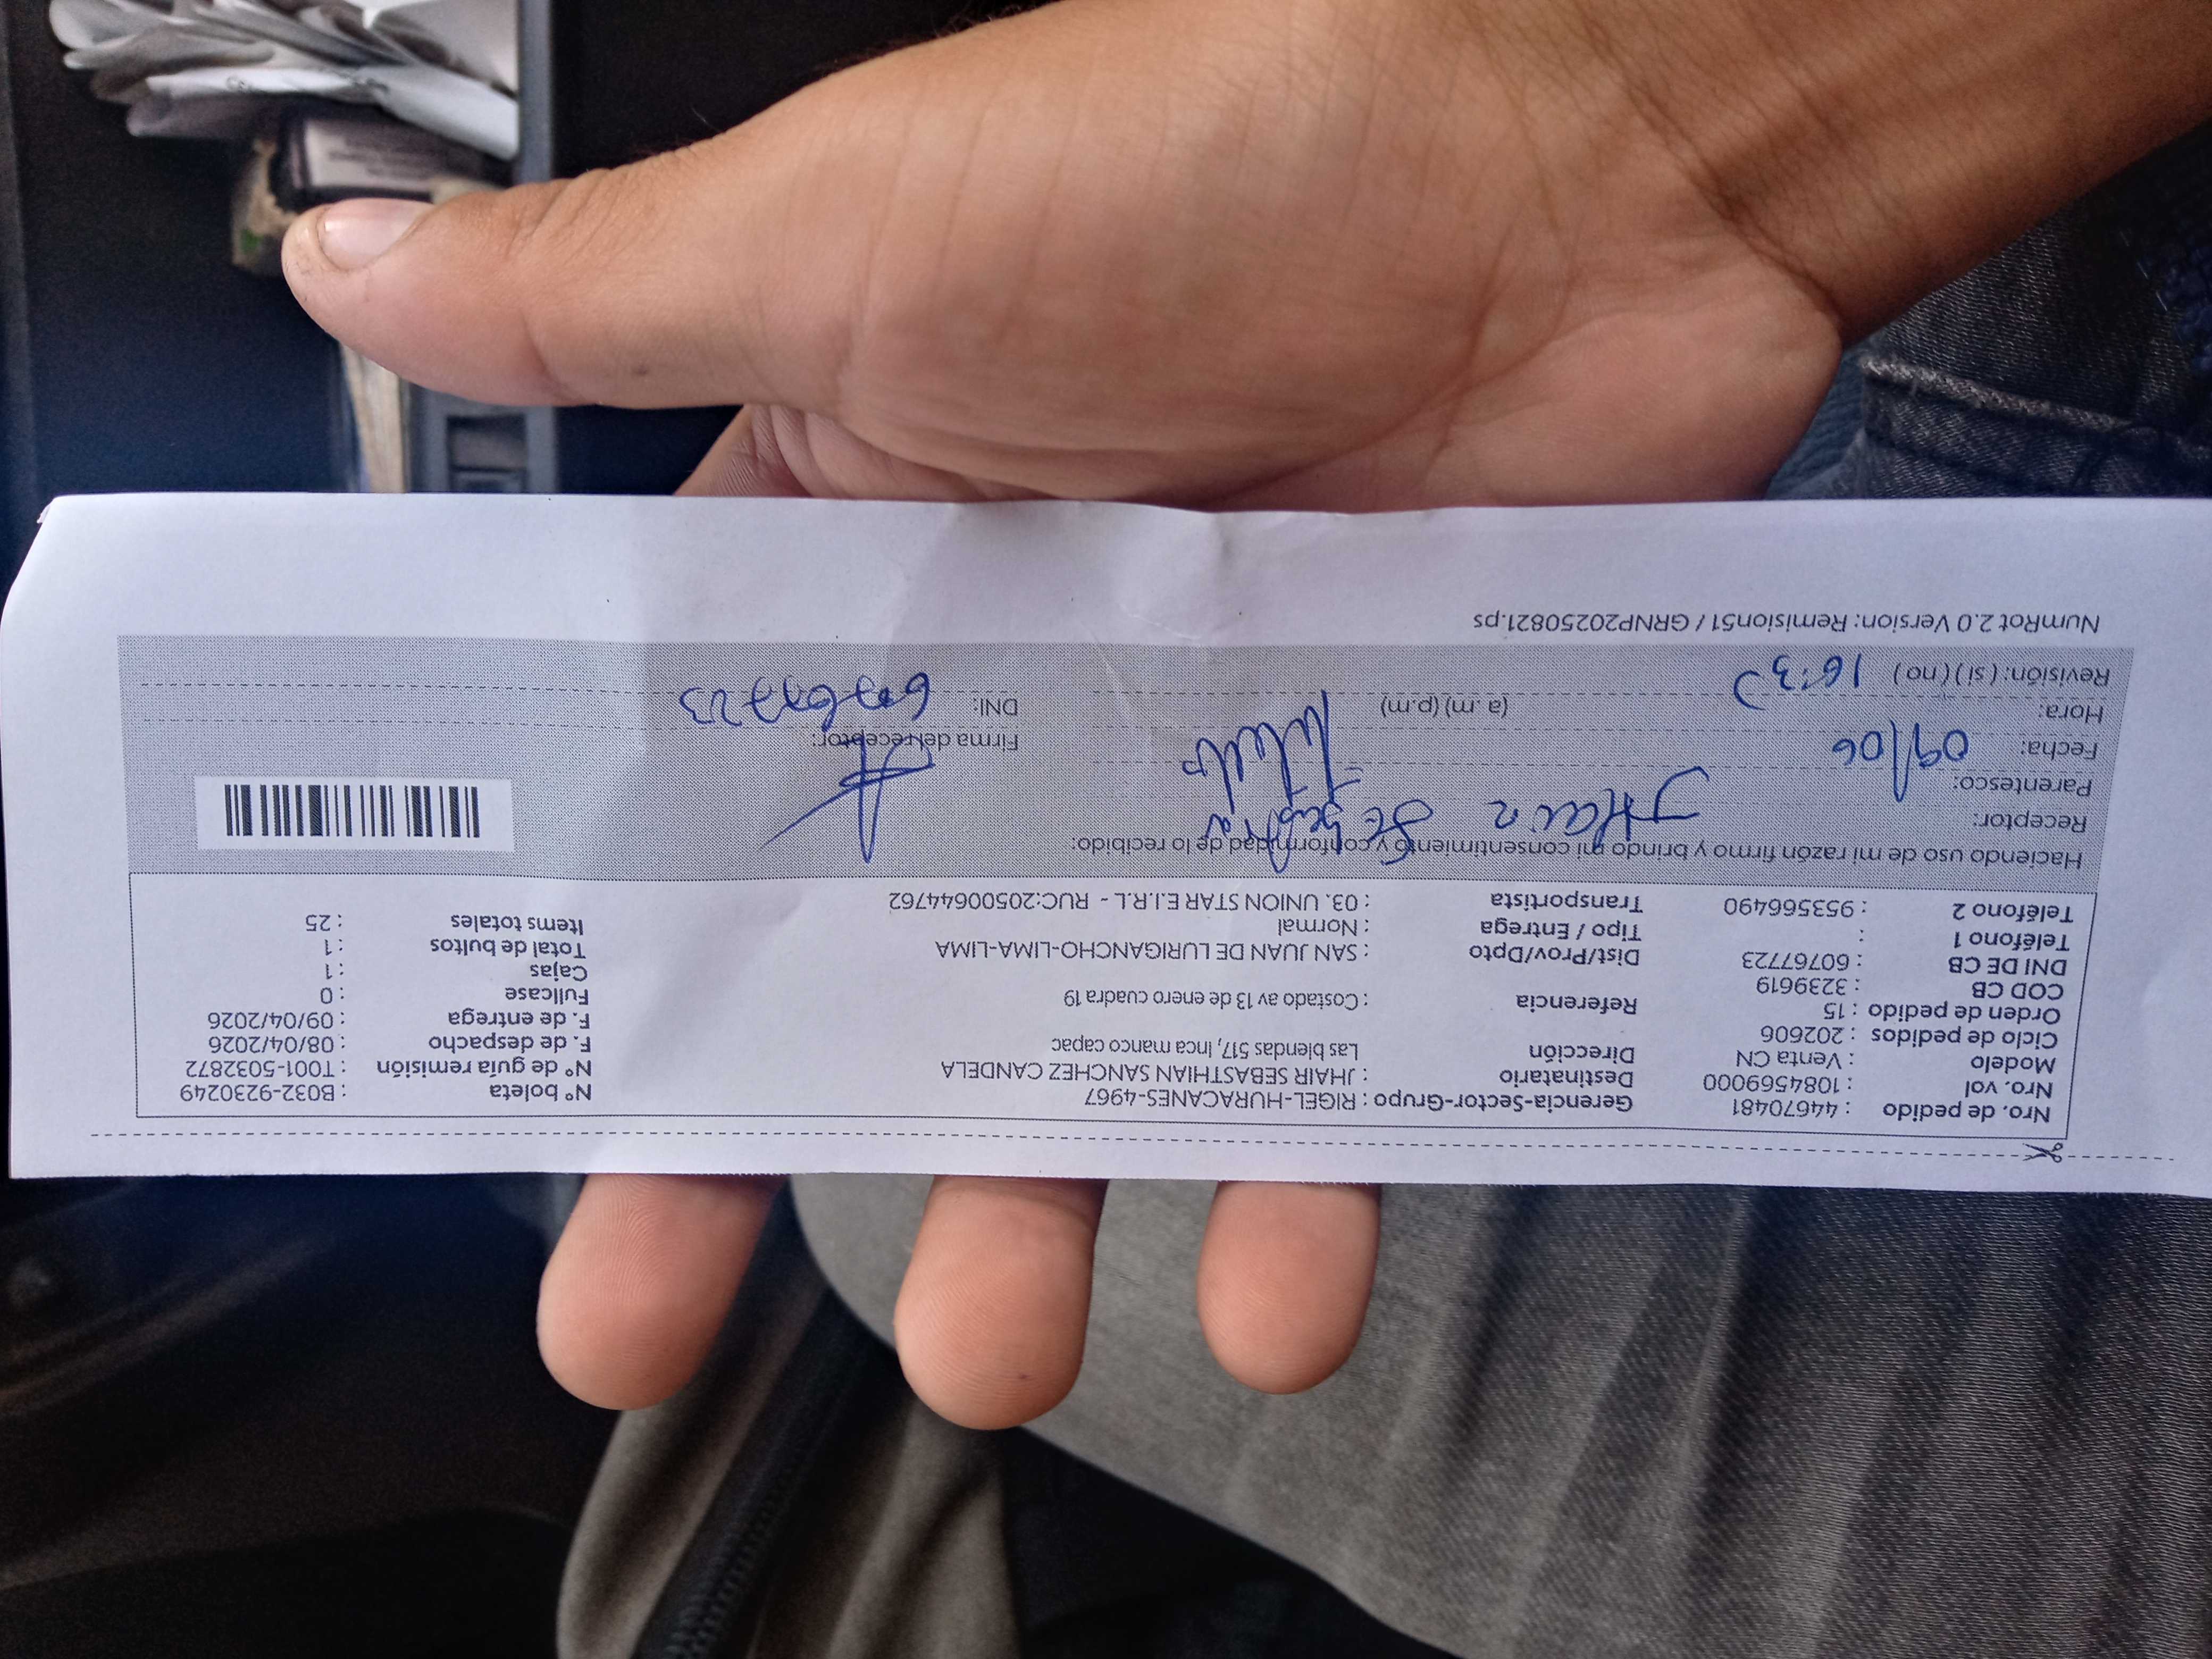 Nro. de pedido : 44670481 Gerencia-Sector-Grupo : RIGEL-HURACANES-4967 N° boleta : B032-9230249
Nro. vol : 1084569000 Destinatario : JHAIR SEBASTHIAN SANCHEZ CANDELA N° de guía remisión : T001-5032872
Modelo : Venta CN Dirección Las biendas 517, Inca manco capac F. de despacho : 08/04/2026
Ciclo de pedidos : 202606 F. de entrega : 09/04/2026
Orden de pedido : 15 Referencia : Costado av 13 de enero cuadra 19 Fullcase : 0
COD CB : 3239619 Cajas : 1
DNI DE CB : 60767723 Dist/Prov/Dpto : SAN JUAN DE LURIGANCHO-LIMA-LIMA Total de bultos : 1
Teléfono 1 : Tipo / Entrega : Normal Items totales : 25
Teléfono 2 : 953566490 Transportista : 03. UNION STAR E.I.R.L - RUC:20500644762
Haciendo uso de mi razón firmo y brindo mi consentimiento y conformidad de lo recibido:
Receptor: JHair
Parentesco:
Fecha: 09/06 Firma del receptor:
Hora: (a. m) (p.m) DNI: 60767723
Revisión: ( si ) ( no )
NumRot 2.0 Version: Remision51 / GRNP20250821.ps